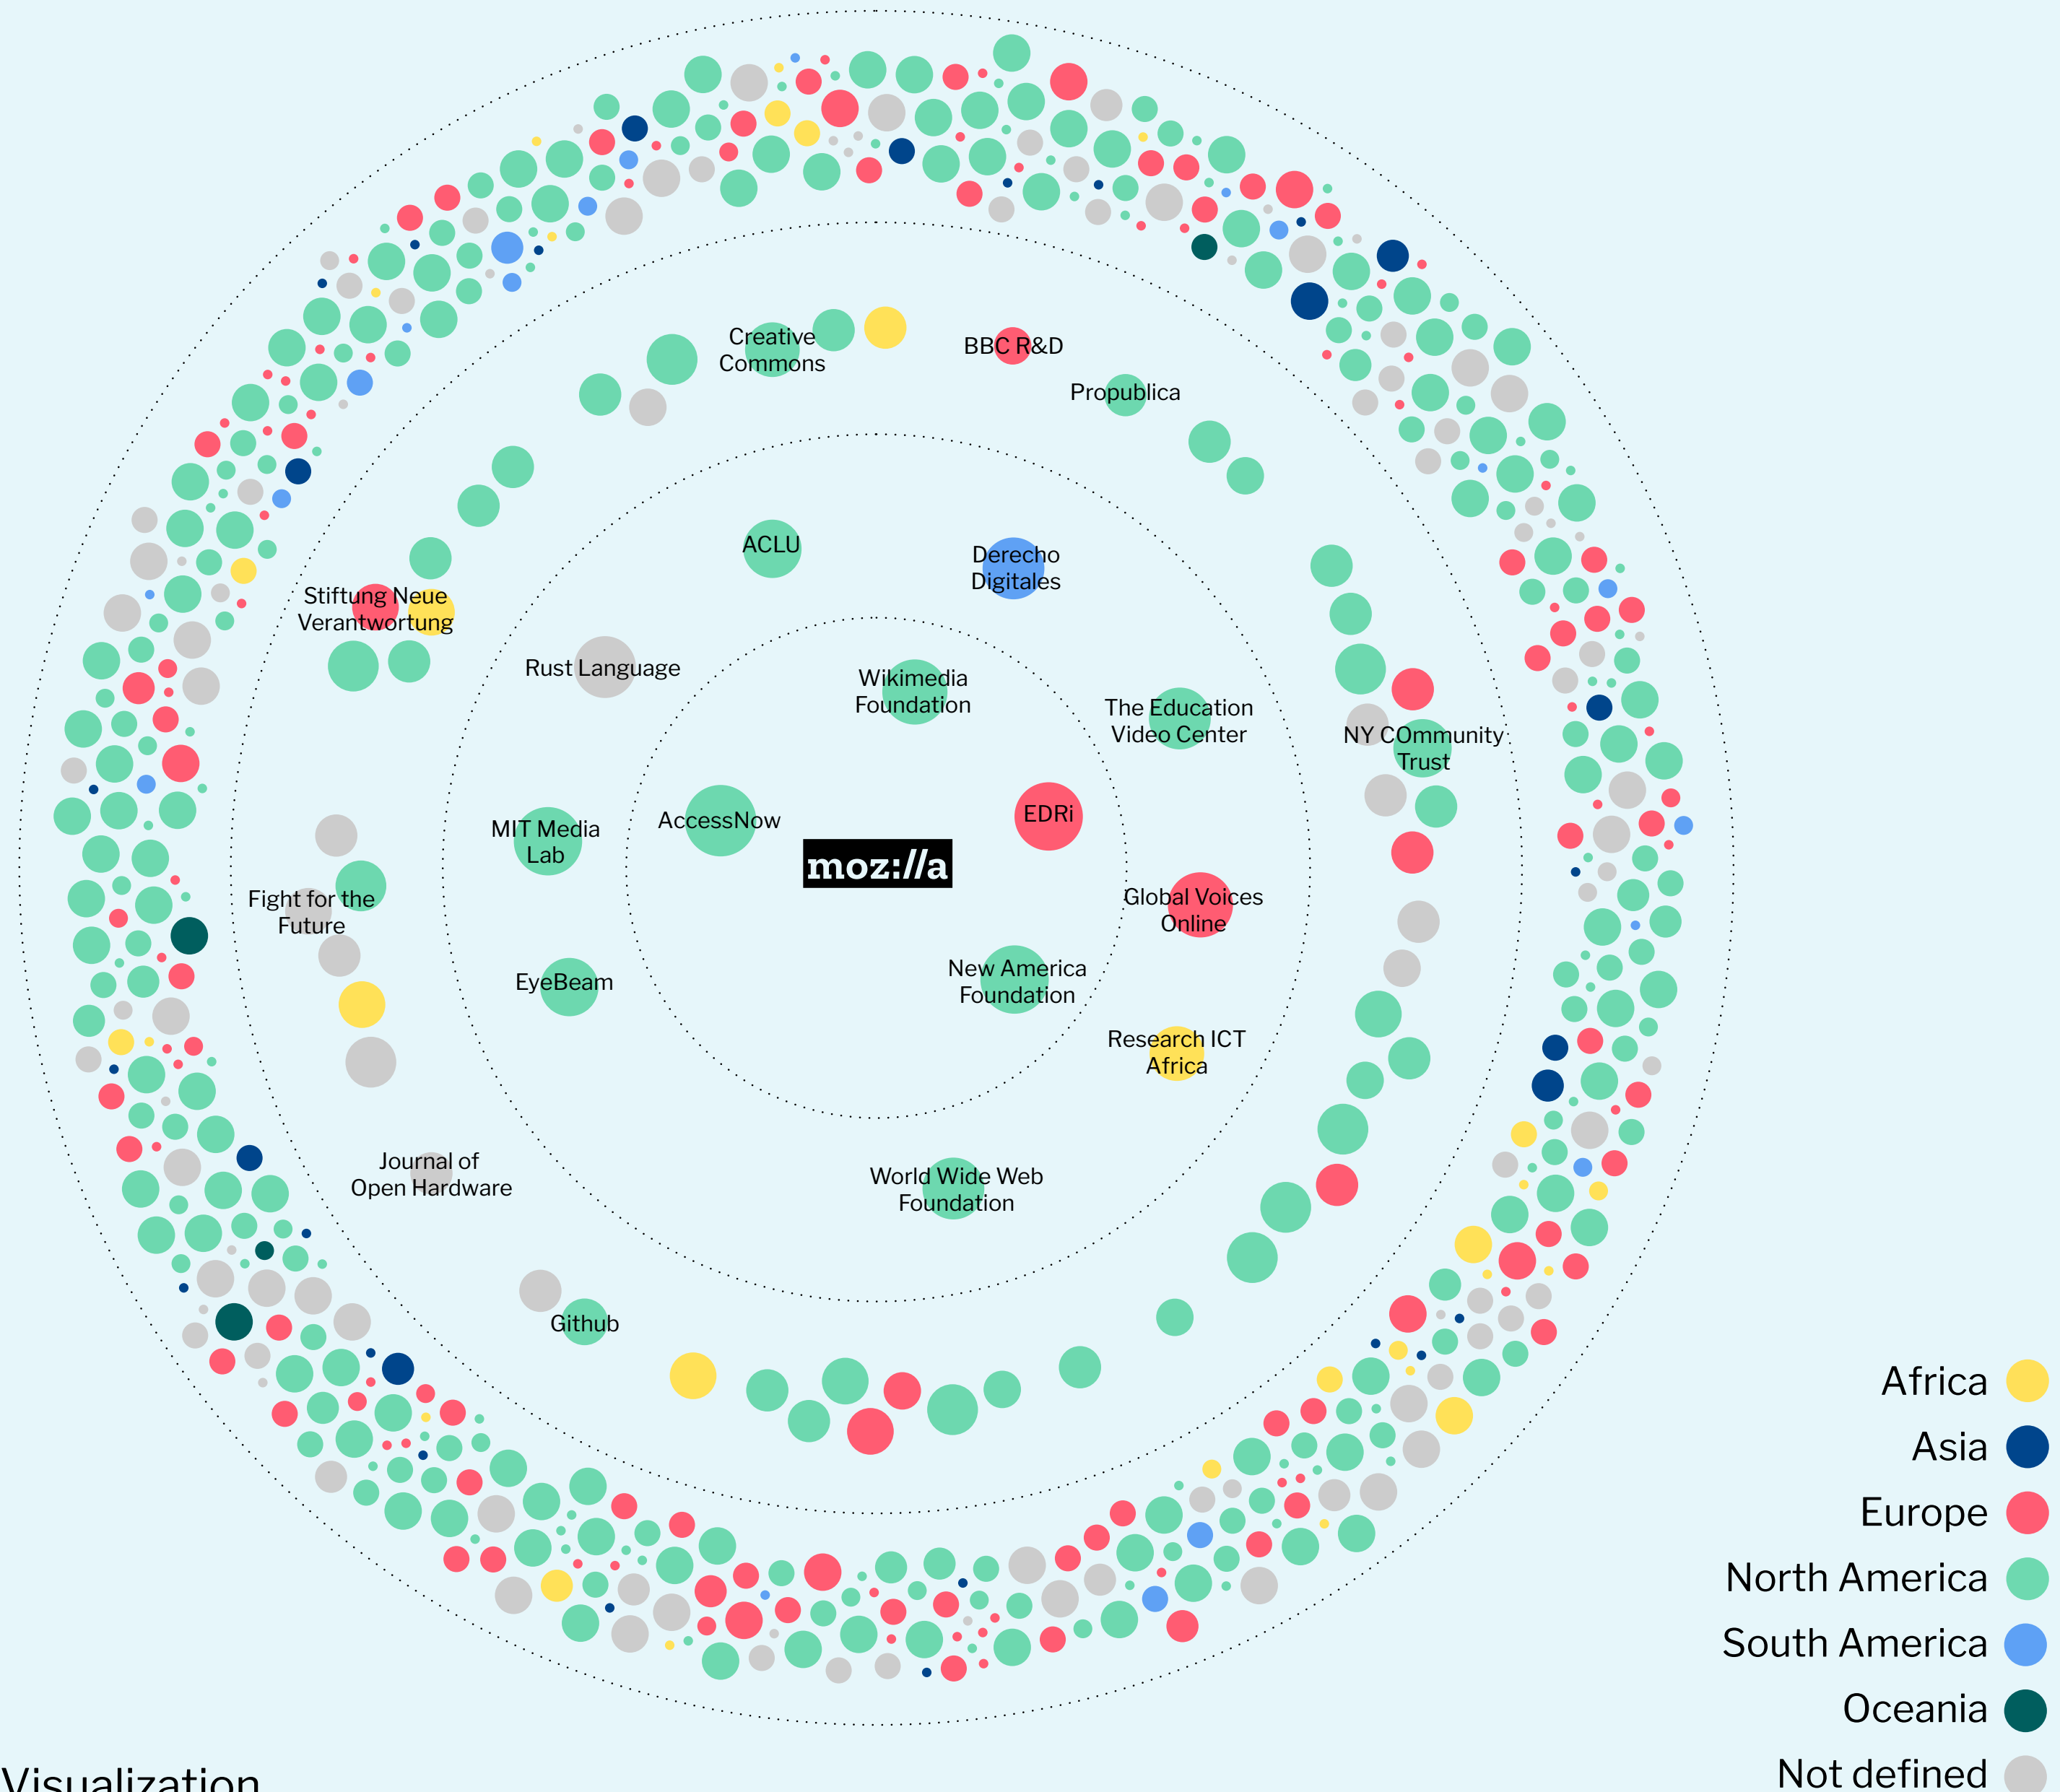 Creative
Commons
BBC R&D
Propublica
ACLU
Derecho
Digitales
Stiftung Neue
Verantwortung
Rust Language
Wikimedia
Foundation
The Education
Video Center
NY COmmunity
Trust
MIT Media
Lab
AccessNow
EDRi
moz://a
Fight for the
Future
Global Voices
Online
EyeBeam
New America
Foundation
Research ICT
Africa
Journal of
Open Hardware
World Wide Web
Foundation
Github
Africa
Asia
Europe
North America
South America
Oceania
Not defined
Visualization